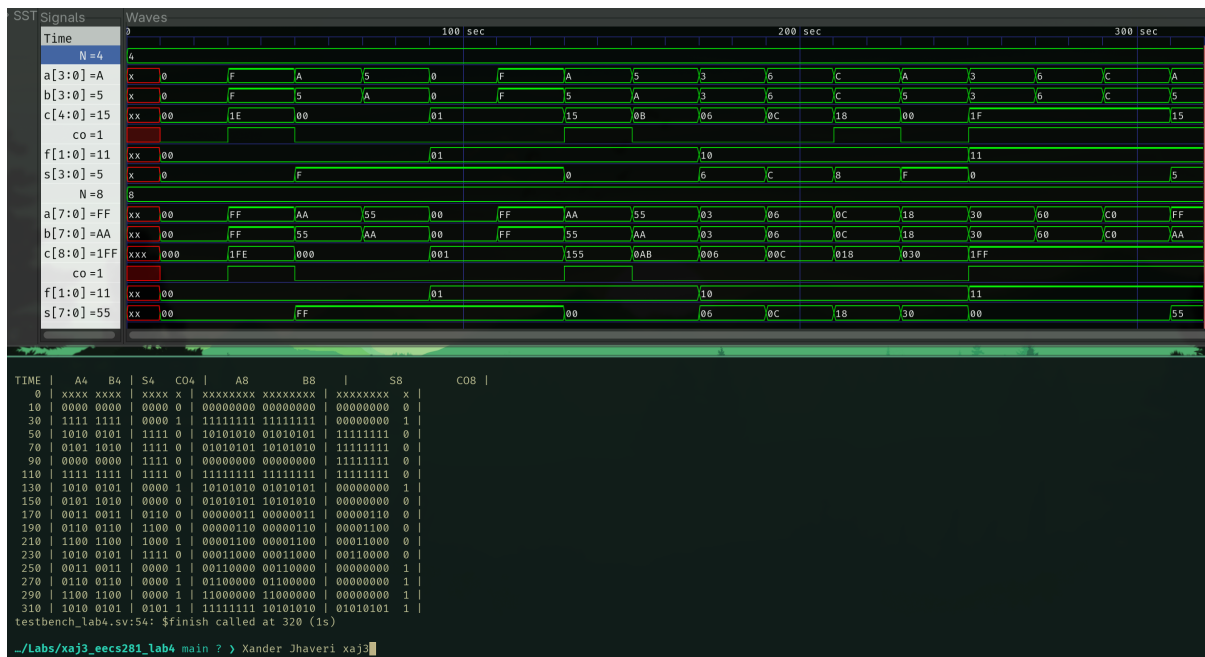 SST Signals Waves
Time 0 100 sec 200 sec 300 sec
N =4 4
a[3:0] =A x 0 F A 5 0 F A 5 3 6 C A 3 6 C A
b[3:0] =5 x 0 F 5 A 0 F 5 A 3 6 C 5 3 6 C 5
c[4:0] =15 xx 00 1E 00 01 15 0B 06 0C 18 00 1F 15
co =1
f[1:0] =11 xx 00 01 10 11
s[3:0] =5 x 0 F 0 6 C 8 F 0 5
N =8 8
a[7:0] =FF xx 00 FF AA 55 00 FF AA 55 03 06 0C 18 30 60 C0 FF
b[7:0] =AA xx 00 FF 55 AA 00 FF 55 AA 03 06 0C 18 30 60 C0 AA
c[8:0] =1FF xxx 000 1FE 000 001 155 0AB 006 00C 018 030 1FF
co =1
f[1:0] =11 xx 00 01 10 11
s[7:0] =55 xx 00 FF 00 06 0C 18 30 00 55
TIME | A4 B4 | S4 CO4 | A8 B8 | S8 CO8 |
0 | xxxx xxxx | xxxx x | xxxxxxxx xxxxxxxx | xxxxxxxx x |
10 | 0000 0000 | 0000 0 | 00000000 00000000 | 00000000 0 |
30 | 1111 1111 | 0000 1 | 11111111 11111111 | 00000000 1 |
50 | 1010 0101 | 1111 0 | 10101010 01010101 | 11111111 0 |
70 | 0101 1010 | 1111 0 | 01010101 10101010 | 11111111 0 |
90 | 0000 0000 | 1111 0 | 00000000 00000000 | 11111111 0 |
110 | 1111 1111 | 1111 0 | 11111111 11111111 | 11111111 0 |
130 | 1010 0101 | 0000 1 | 10101010 01010101 | 00000000 1 |
150 | 0101 1010 | 0000 0 | 01010101 10101010 | 00000000 0 |
170 | 0011 0011 | 0110 0 | 00000011 00000011 | 00000110 0 |
190 | 0110 0110 | 1100 0 | 00000110 00000110 | 00001100 0 |
210 | 1100 1100 | 1000 1 | 00001100 00001100 | 00011000 0 |
230 | 1010 0101 | 1111 0 | 00011000 00011000 | 00110000 0 |
250 | 0011 0011 | 0000 1 | 00110000 00110000 | 00000000 1 |
270 | 0110 0110 | 0000 1 | 01100000 01100000 | 00000000 1 |
290 | 1100 1100 | 0000 1 | 11000000 11000000 | 00000000 1 |
310 | 1010 0101 | 0101 1 | 11111111 10101010 | 01010101 1 |
testbench_lab4.sv:54: $finish called at 320 (1s)
…/Labs/xaj3_eecs281_lab4 main ? ❯ Xander Jhaveri xaj3